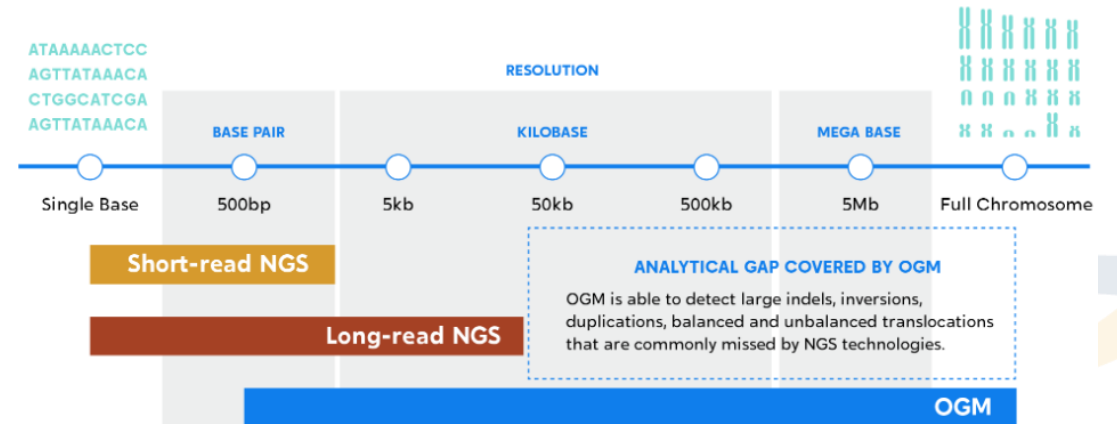 ATAAAAACTCC
AGTTATAAACA
CTGGCATCGA
AGTTATAAACA
RESOLUTION
BASE PAIR
KILOBASE
MEGA BASE
Single Base
500bp
5kb
50kb
500kb
5Mb
Full Chromosome
Short-read NGS
Long-read NGS
ANALYTICAL GAP COVERED BY OGM
OGM is able to detect large indels, inversions,
duplications, balanced and unbalanced translocations
that are commonly missed by NGS technologies.
OGM